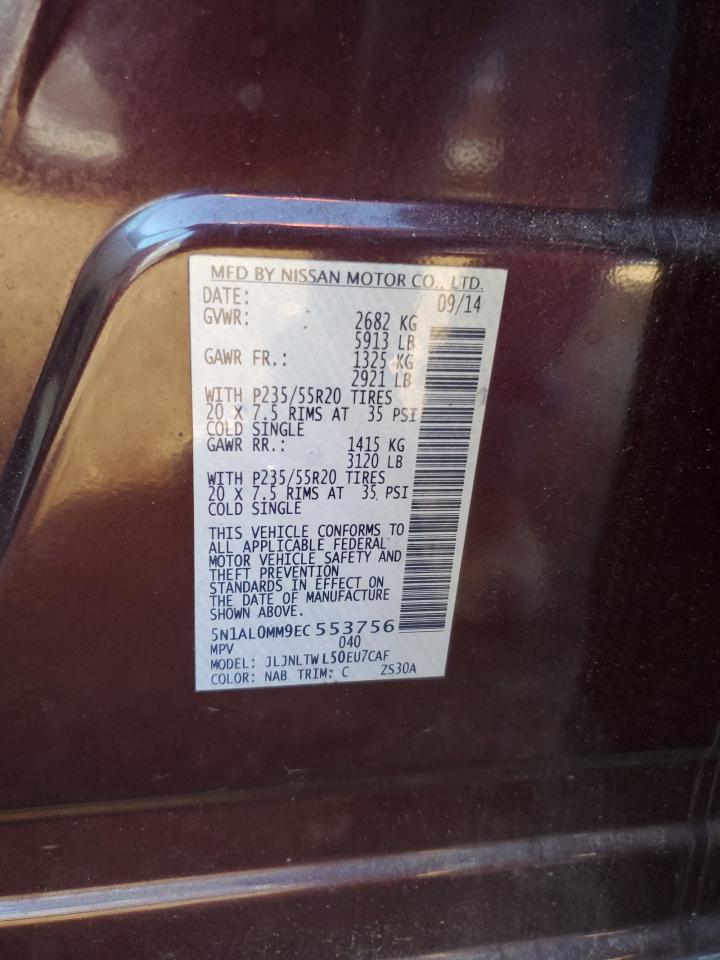 MFD BY NISSAN MOTOR CO., LTD.
DATE: 09/14
GVWR: 2682 KG
5913 LB
GAWR FR.: 1325 KG
2921 LB
WITH P235/55R20 TIRES
20 X 7.5 RIMS AT 35 PSI
COLD SINGLE
GAWR RR.: 1415 KG
3120 LB
WITH P235/55R20 TIRES
20 X 7.5 RIMS AT 35 PSI
COLD SINGLE
THIS VEHICLE CONFORMS TO
ALL APPLICABLE FEDERAL
MOTOR VEHICLE SAFETY AND
THEFT PREVENTION
STANDARDS IN EFFECT ON
THE DATE OF MANUFACTURE
SHOWN ABOVE.
5N1AL0MM9EC553756
MPV 040
MODEL: JLJNLTWL50EU7CAF
COLOR: NAB TRIM: C ZS30A